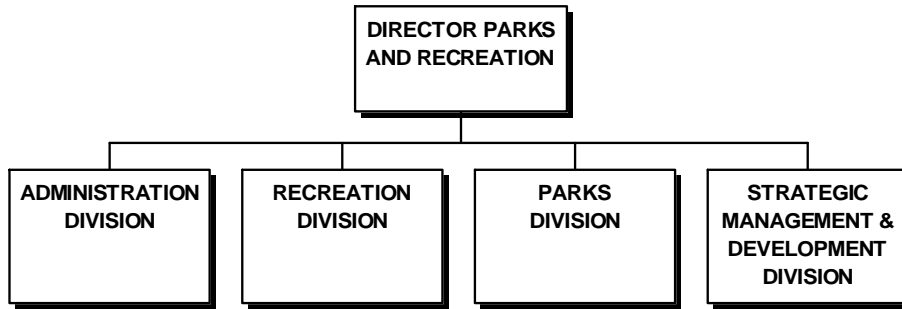 DIRECTOR PARKS
AND RECREATION
ADMINISTRATION
DIVISION
RECREATION
DIVISION
PARKS
DIVISION
STRATEGIC
MANAGEMENT &
DEVELOPMENT
DIVISION